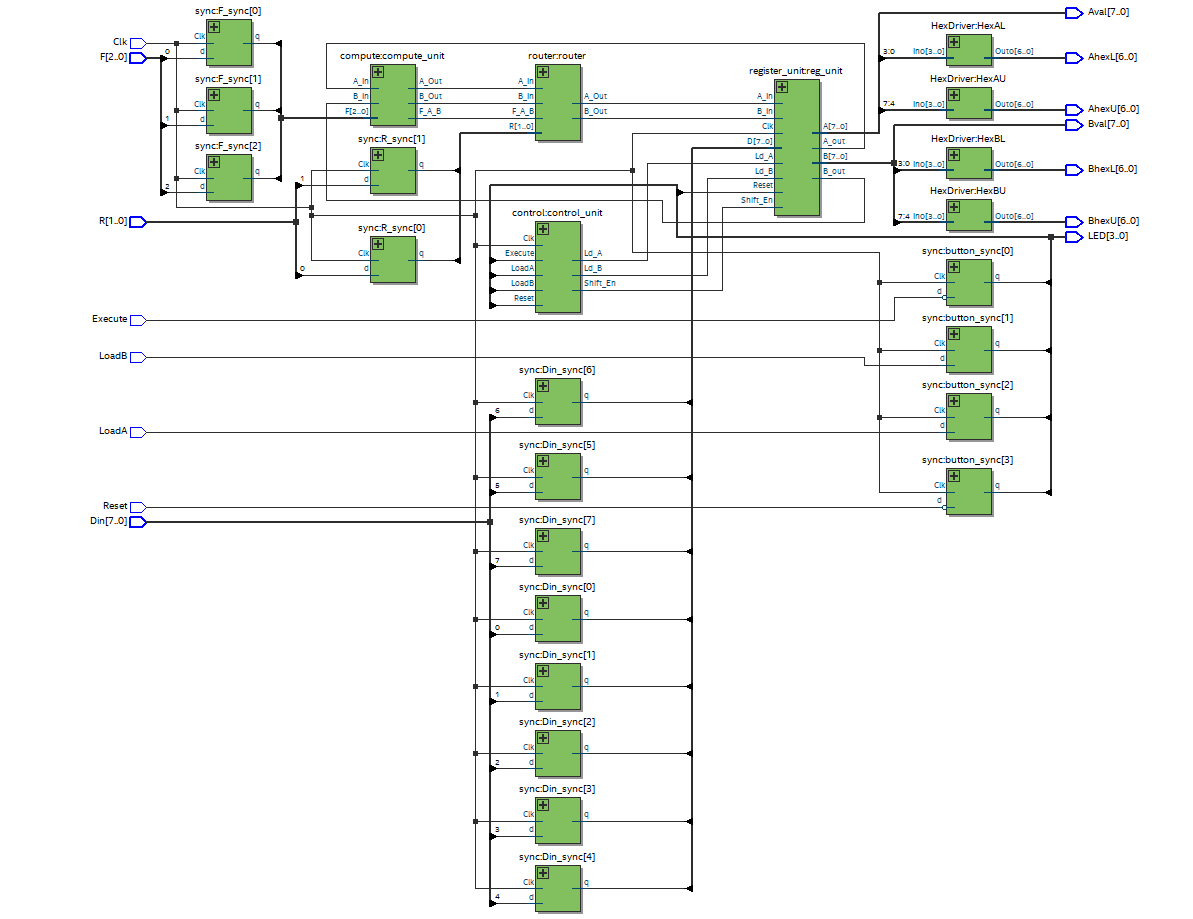 sync:F_sync[0]
Clk
d
q
Clk
F[2..0]
0
sync:F_sync[1]
Clk
d
q
1
sync:F_sync[2]
Clk
d
q
2
compute:compute_unit
A_In
B_In
F[2..0]
A_Out
B_Out
F_A_B
router:router
A_In
B_In
F_A_B
R[1..0]
A_Out
B_Out
register_unit:reg_unit
A_In
B_In
Clk
D[7..0]
Ld_A
Ld_B
Reset
Shift_En
A[7..0]
A_out
B[7..0]
B_out
Aval[7..0]
HexDriver:HexAL
3:0
In0[3..0]
Out0[6..0]
AhexL[6..0]
HexDriver:HexAU
7:4
In0[3..0]
Out0[6..0]
AhexU[6..0]
Bval[7..0]
HexDriver:HexBL
3:0
In0[3..0]
Out0[6..0]
BhexL[6..0]
HexDriver:HexBU
7:4
In0[3..0]
Out0[6..0]
BhexU[6..0]
LED[3..0]
sync:R_sync[1]
Clk
d
q
1
R[1..0]
sync:R_sync[0]
Clk
d
q
0
control:control_unit
Clk
Execute
LoadA
LoadB
Reset
Ld_A
Ld_B
Shift_En
sync:button_sync[0]
Clk
d
q
Execute
sync:button_sync[1]
Clk
d
q
LoadB
sync:button_sync[2]
Clk
d
q
LoadA
sync:button_sync[3]
Clk
d
q
Reset
Din[7..0]
sync:Din_sync[6]
Clk
6
d
q
sync:Din_sync[5]
Clk
5
d
q
sync:Din_sync[7]
Clk
7
d
q
sync:Din_sync[0]
Clk
0
d
q
sync:Din_sync[1]
Clk
1
d
q
sync:Din_sync[2]
Clk
2
d
q
sync:Din_sync[3]
Clk
3
d
q
sync:Din_sync[4]
Clk
4
d
q